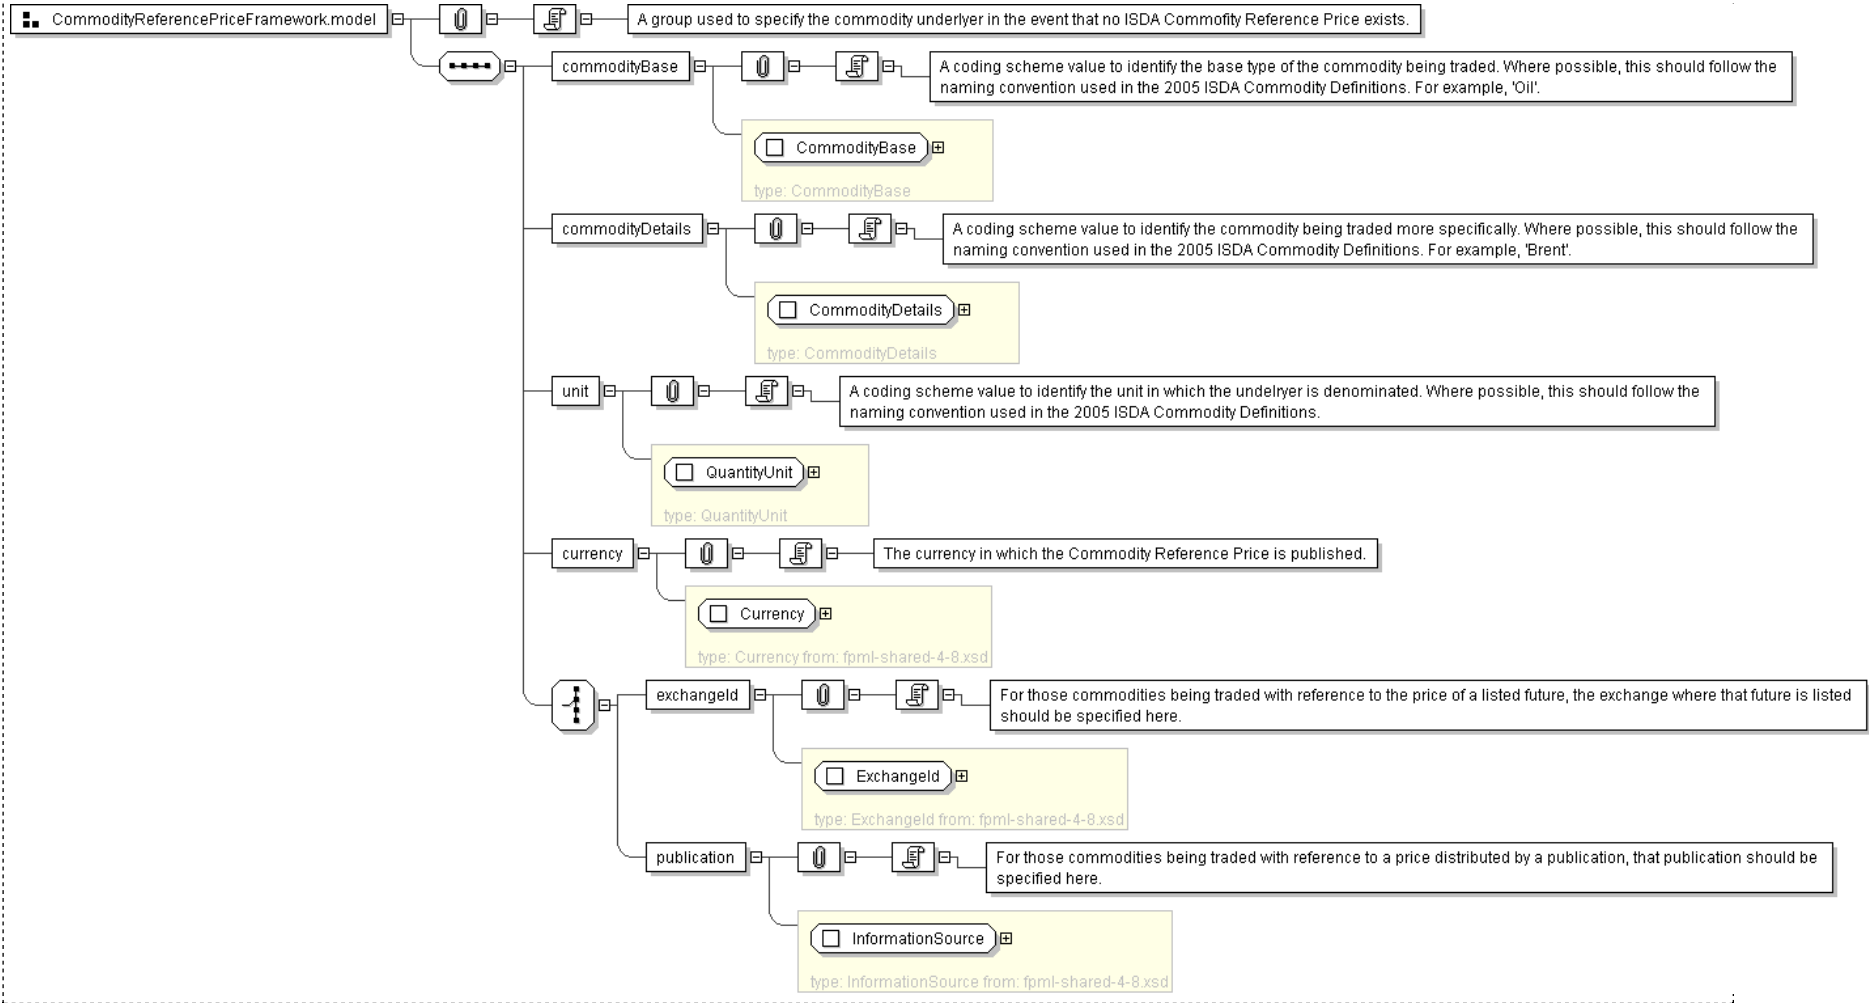 CommodityReferencePriceFramework.model
A group used to specify the commodity underlyer in the event that no ISDA Commofity Reference Price exists.
commodityBase
A coding scheme value to identify the base type of the commodity being traded. Where possible, this should follow the
naming convention used in the 2005 ISDA Commodity Definitions. For example, 'Oil'.
CommodityBase
type: CommodityBase
commodityDetails
A coding scheme value to identify the commodity being traded more specifically. Where possible, this should follow the
naming convention used in the 2005 ISDA Commodity Definitions. For example, 'Brent'.
CommodityDetails
type: CommodityDetails
unit
A coding scheme value to identify the unit in which the undelryer is denominated. Where possible, this should follow the
naming convention used in the 2005 ISDA Commodity Definitions.
QuantityUnit
type: QuantityUnit
currency
The currency in which the Commodity Reference Price is published.
Currency
type: Currency from: fpml-shared-4-8.xsd
exchangeId
For those commodities being traded with reference to the price of a listed future, the exchange where that future is listed
should be specified here.
ExchangeId
type: ExchangeId from: fpml-shared-4-8.xsd
publication
For those commodities being traded with reference to a price distributed by a publication, that publication should be
specified here.
InformationSource
type: InformationSource from: fpml-shared-4-8.xsd